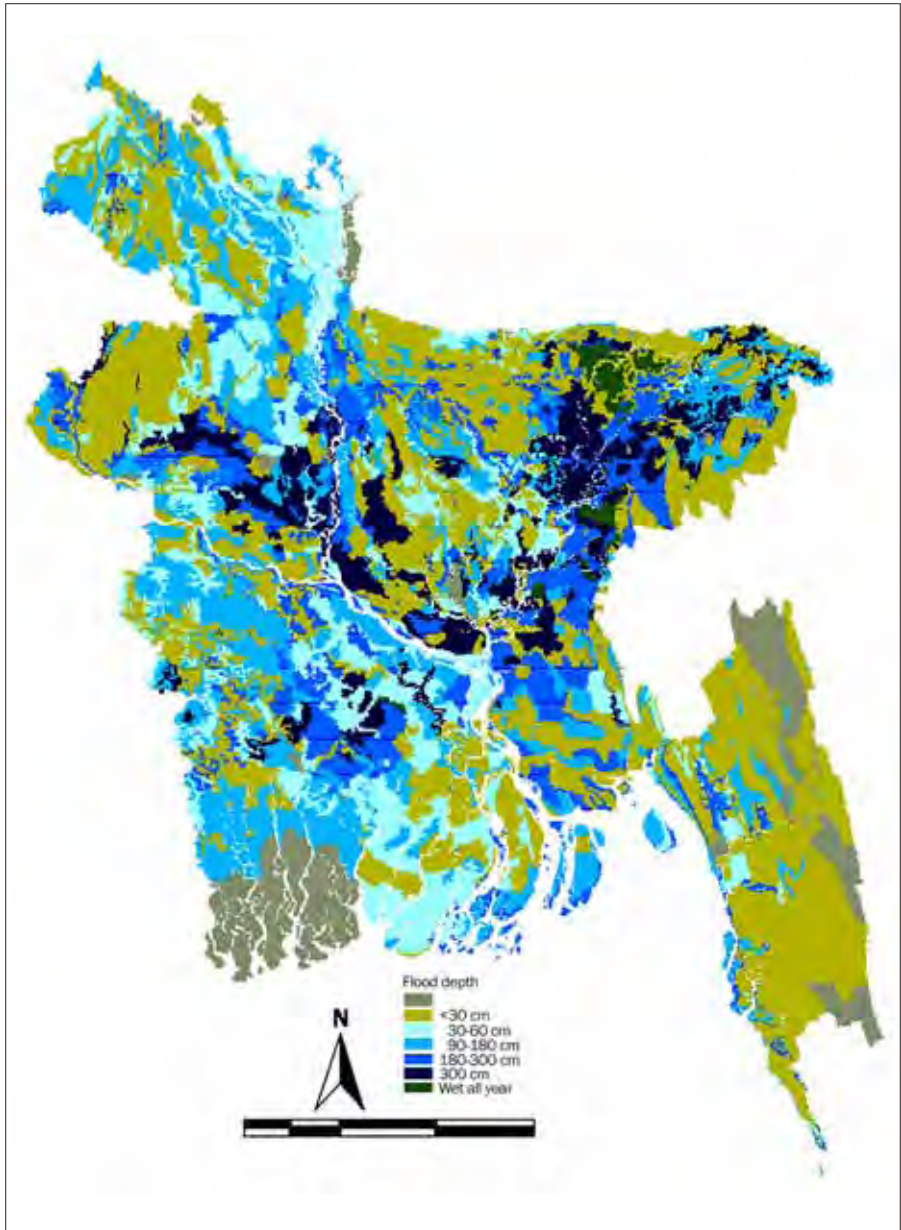 Flood depth
<30 cm
30-60 cm
90-180 cm
180-300 cm
300 cm
Wet all year
N